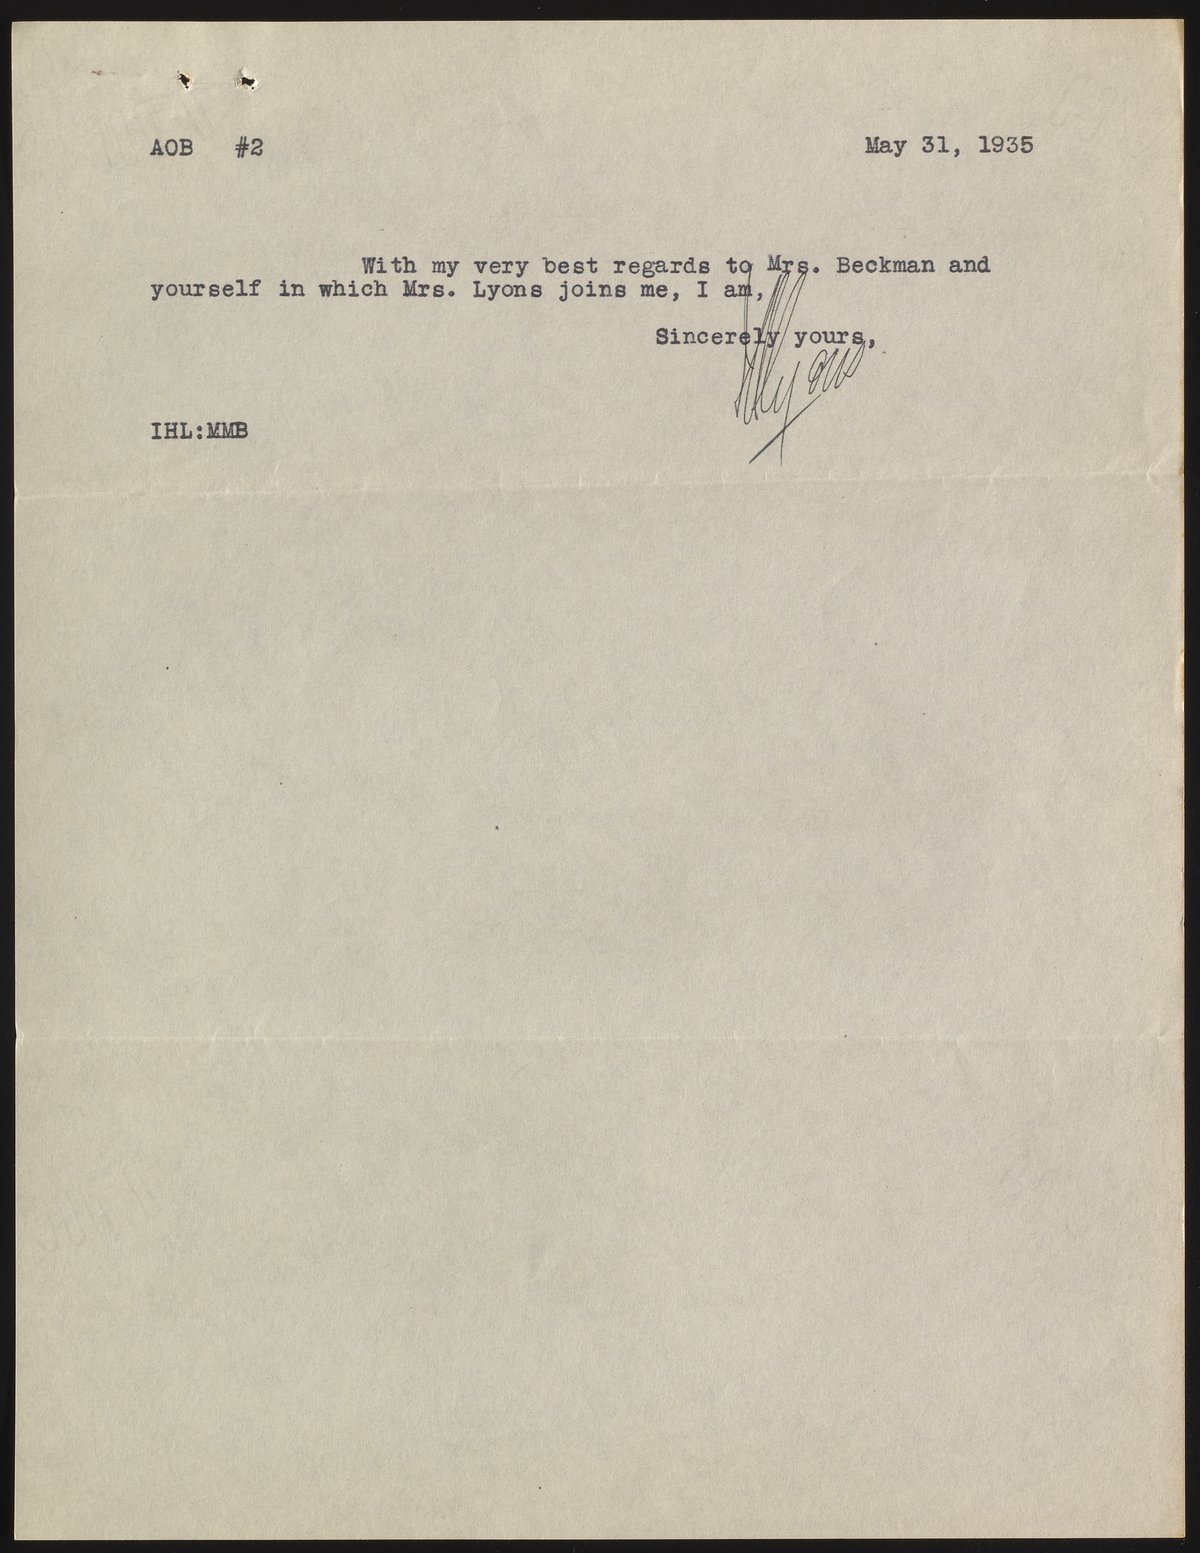 AOB #2 May 31, 1935
With my very best regards to Mrs. Beckman and
yourself in which Mrs. Lyons joins me, I am,
Sincerely yours,
Lyons
IHL:MMB